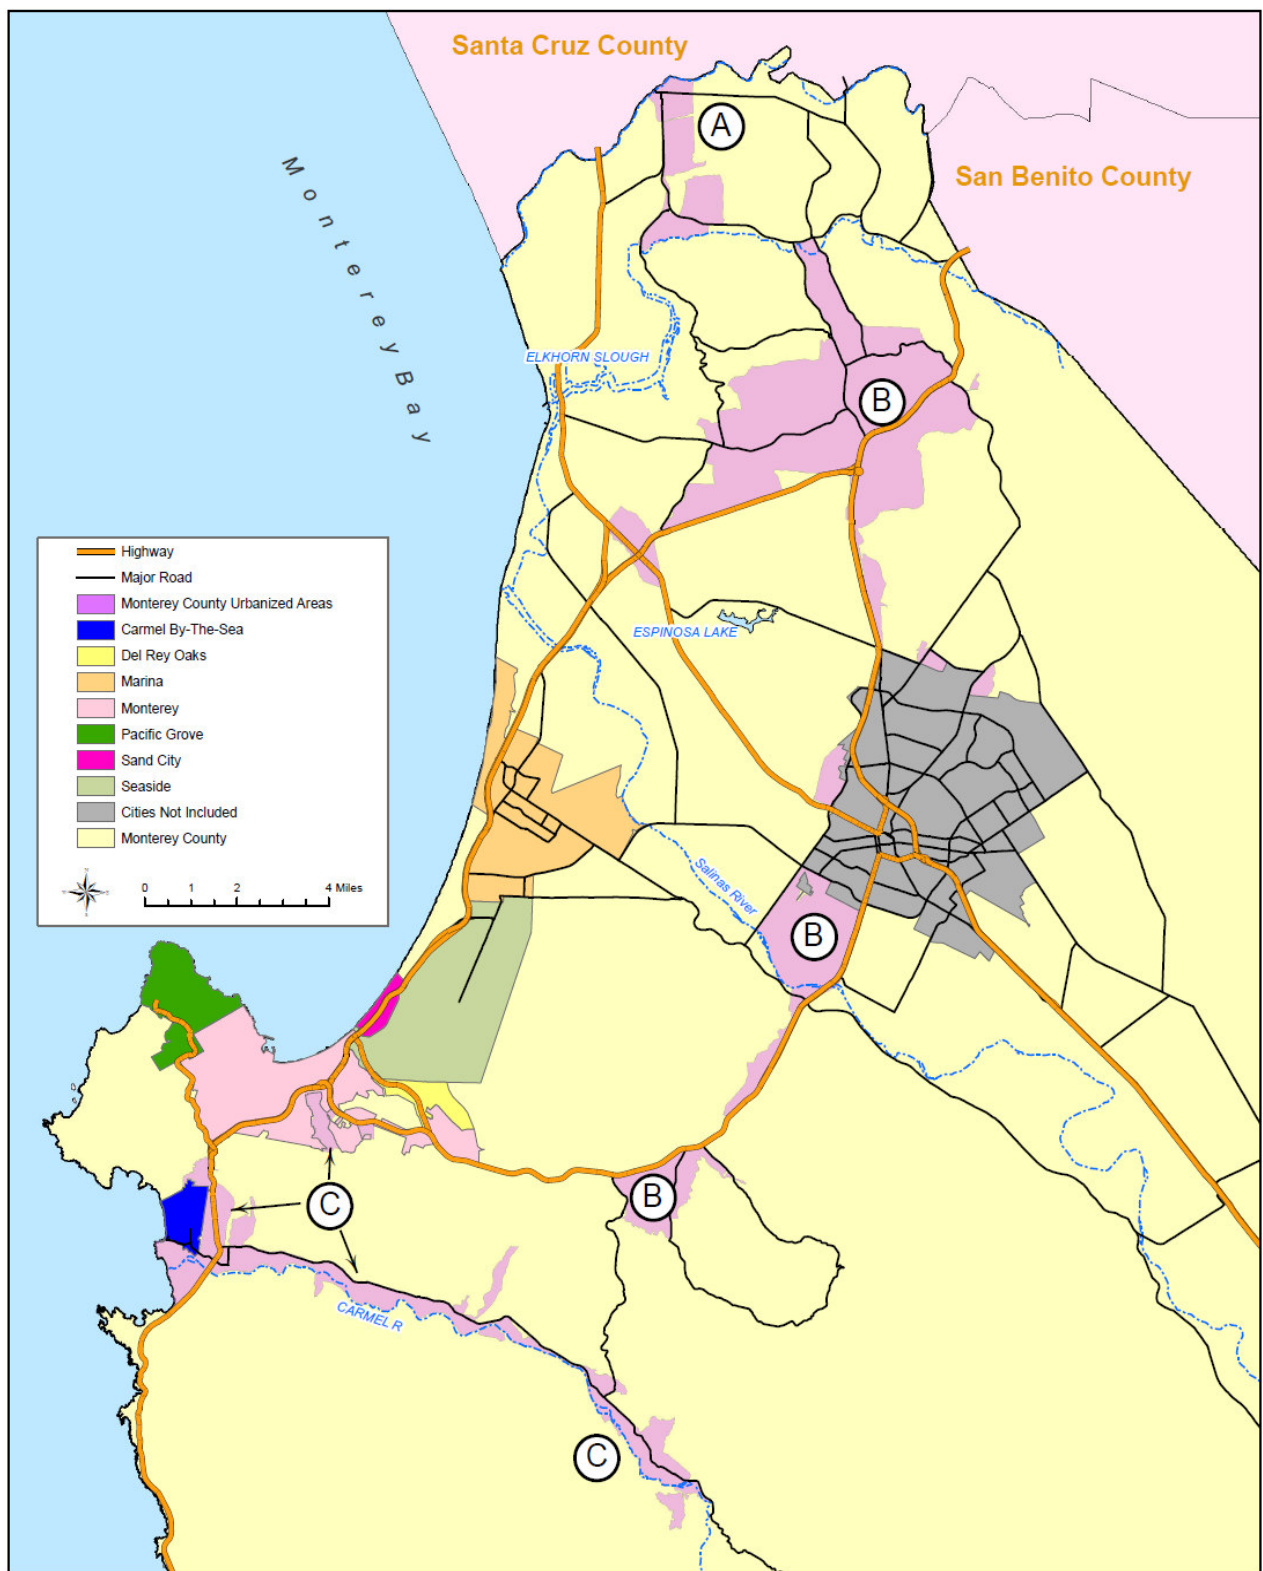 Santa Cruz County
A
San Benito County
Monterey Bay
ELKHORN SLOUGH
B
Highway
Major Road
Monterey County Urbanized Areas
Carmel By-The-Sea
Del Rey Oaks
Marina
Monterey
Pacific Grove
Sand City
Seaside
Cities Not Included
Monterey County
0 1 2 4 Miles
ESPINOSA LAKE
Salinas River
B
B
C
CARMEL R
C